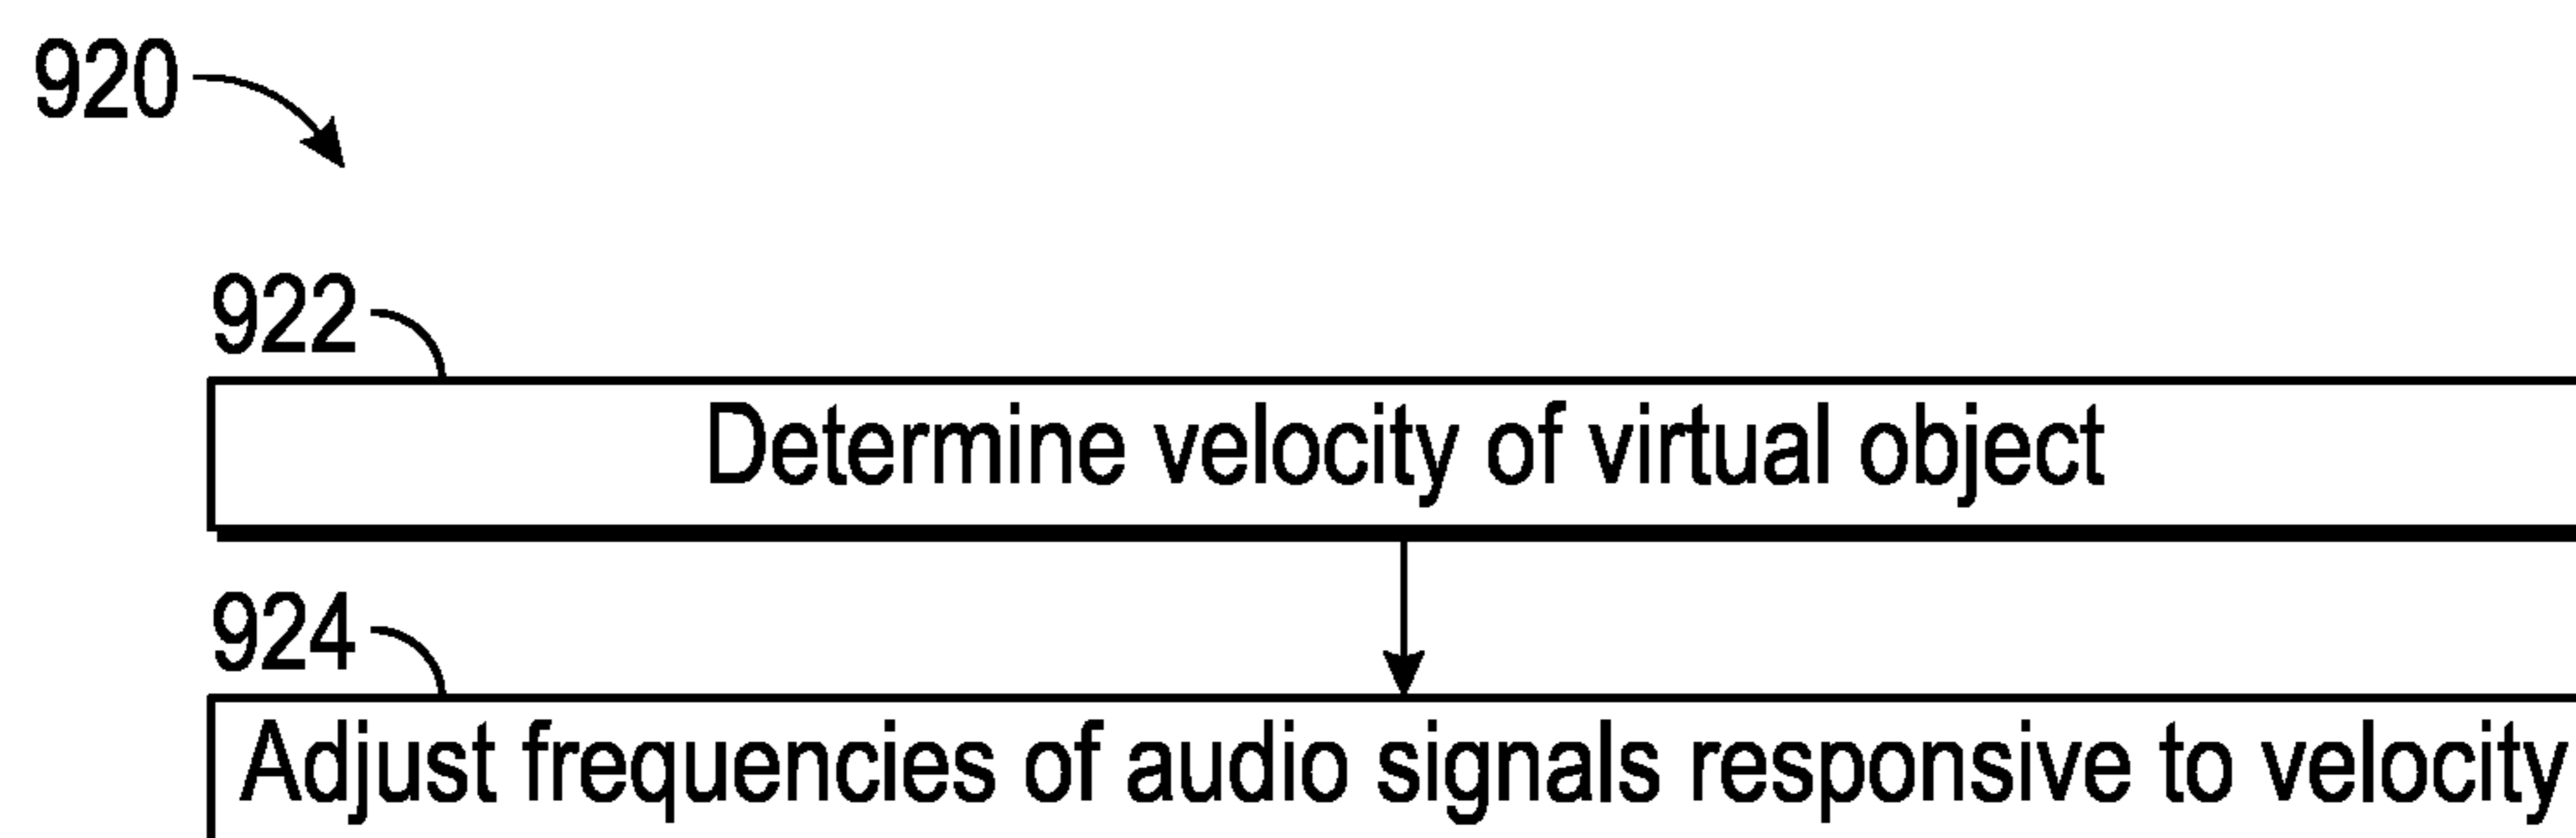 920
922
Determine velocity of virtual object
924
Adjust frequencies of audio signals responsive to velocity